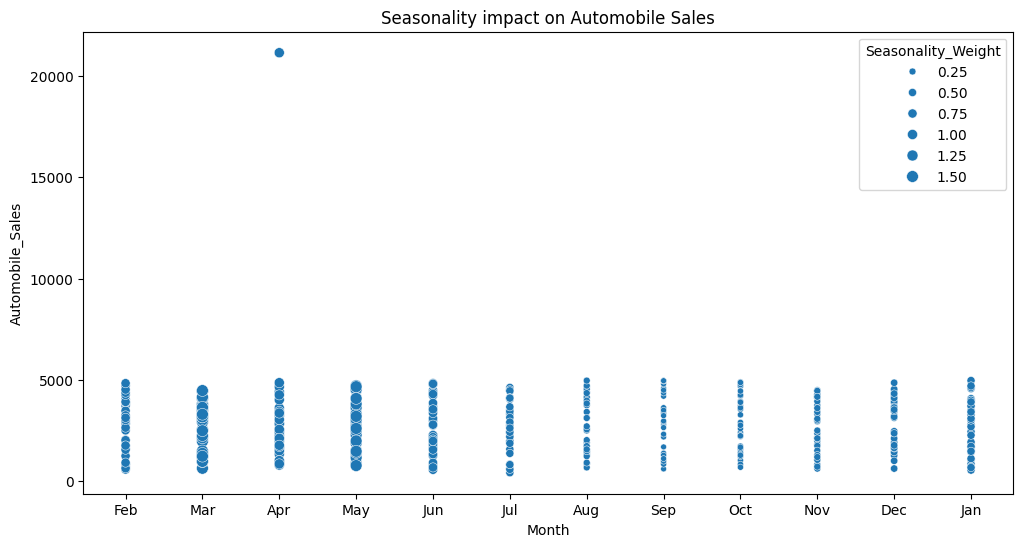 Seasonality impact on Automobile Sales
Seasonality_Weight
0.25
0.50
0.75
1.00
1.25
1.50
Automobile_Sales
20000
15000
10000
5000
0
Feb Mar Apr May Jun Jul Aug Sep Oct Nov Dec Jan
Month